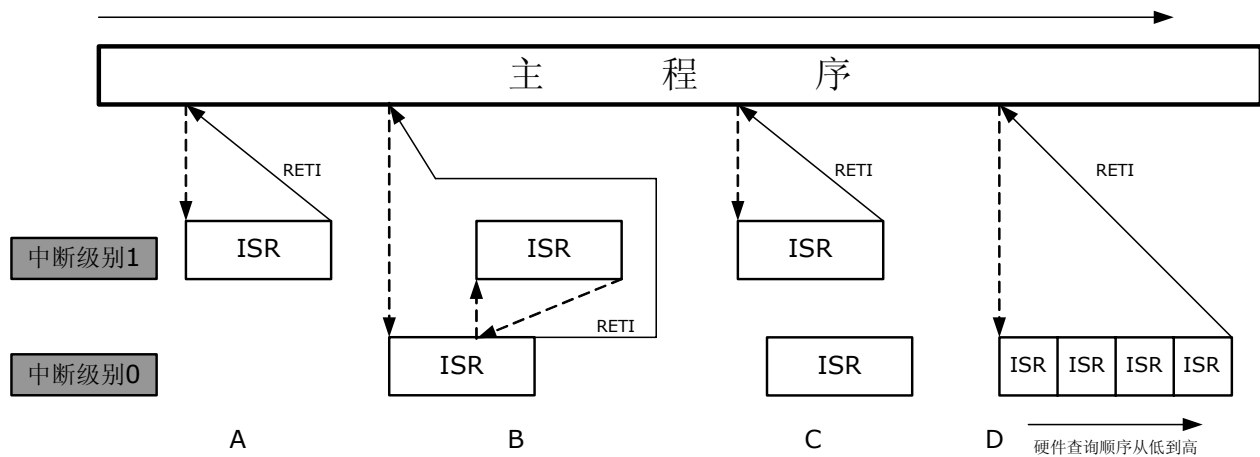 主 程 序
RETI
RETI
RETI
中断级别1
ISR
ISR
ISR
RETI
中断级别0
ISR
ISR
ISR ISR ISR ISR
A B C D
硬件查询顺序从低到高